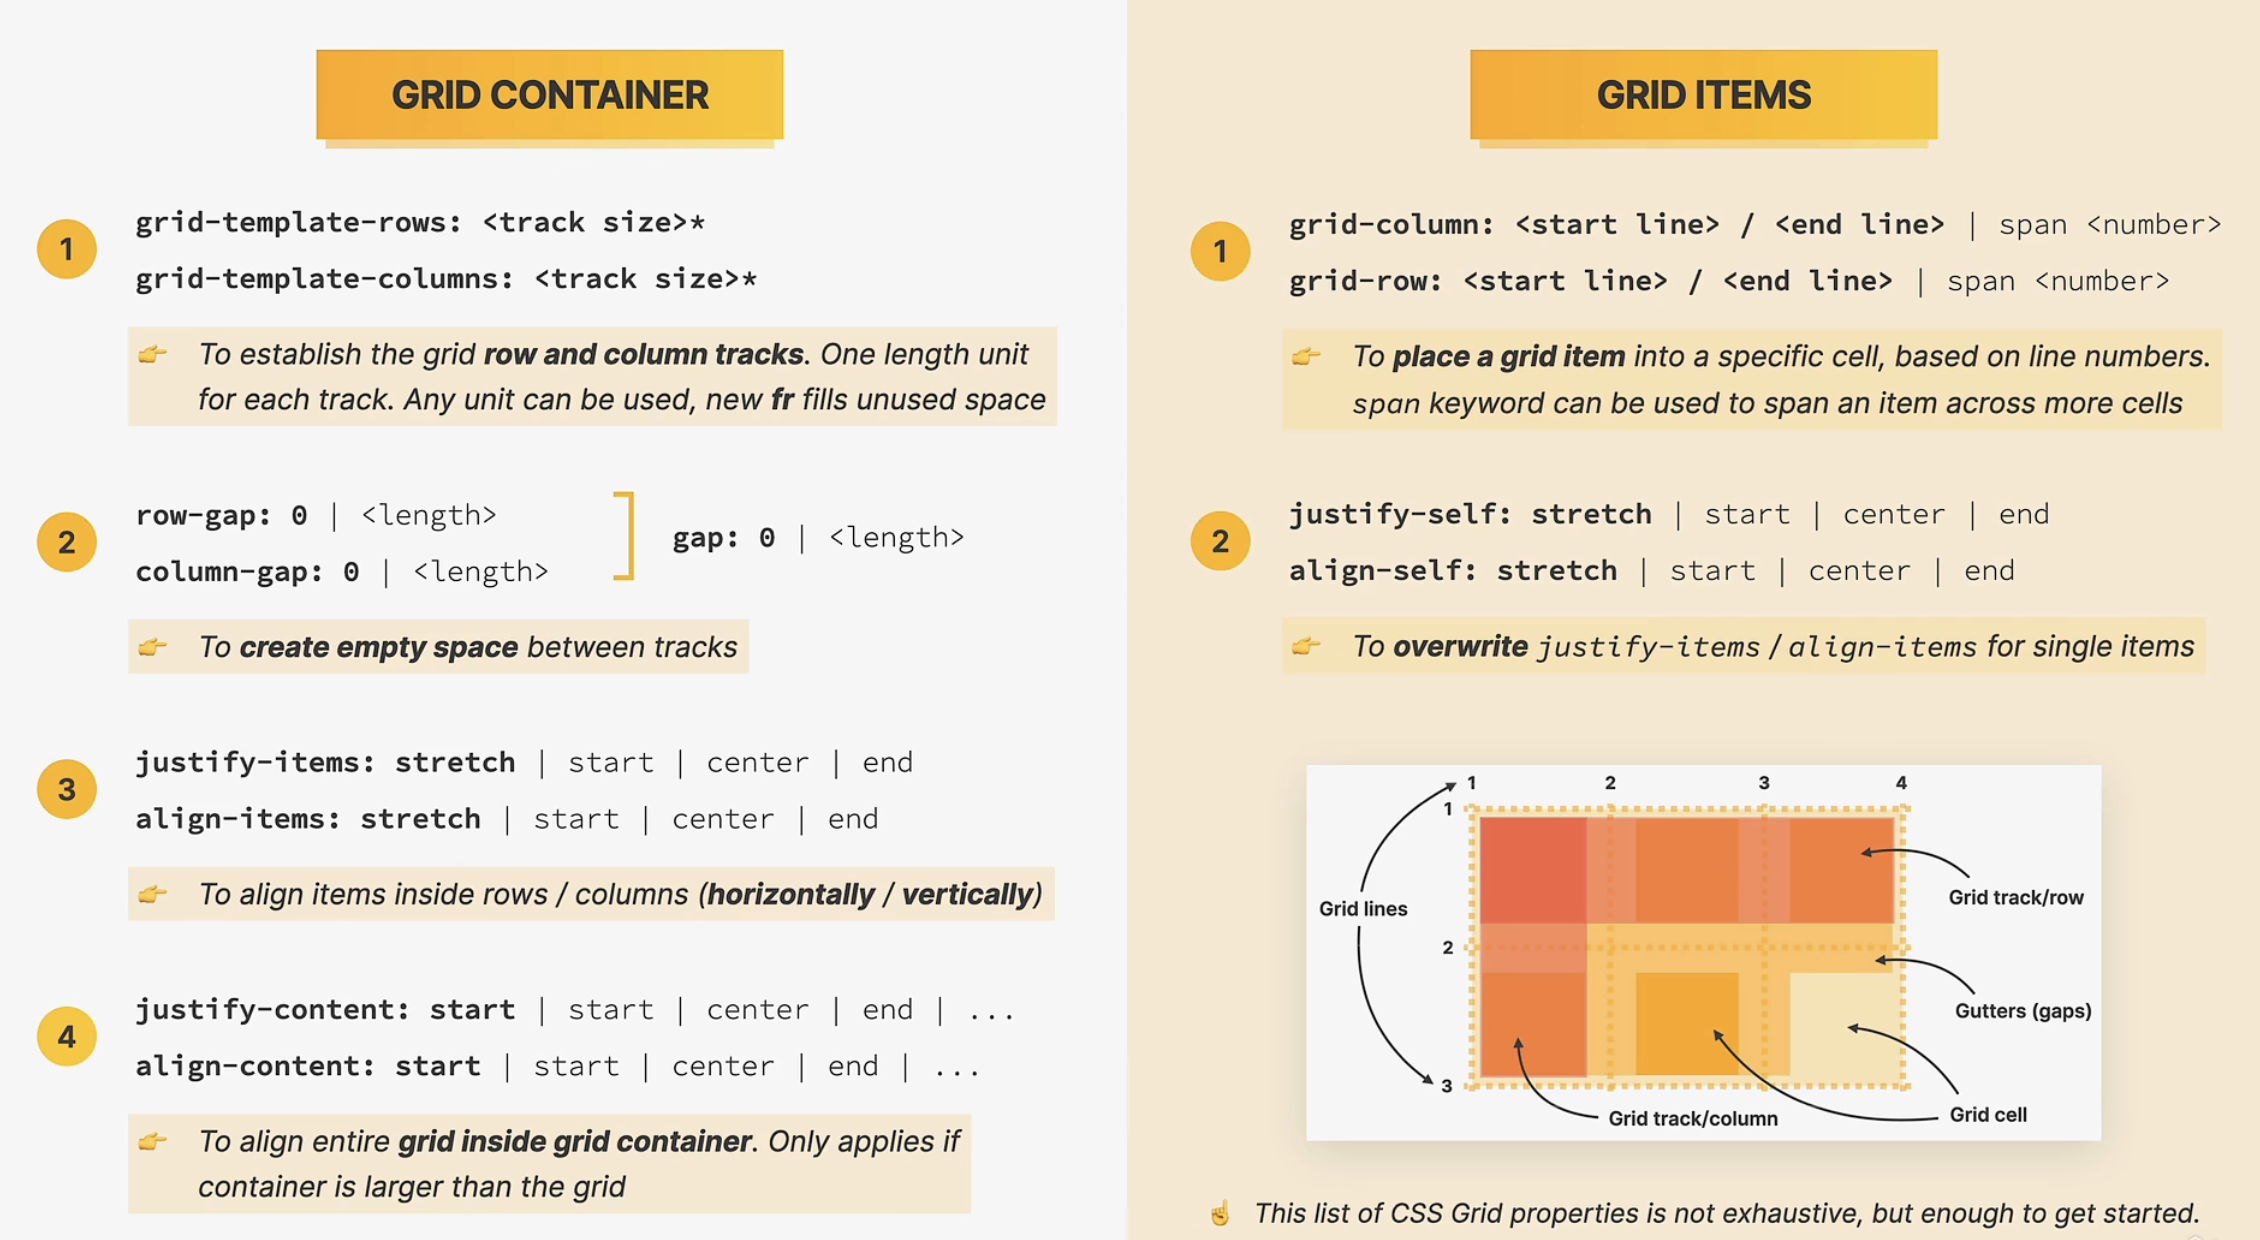 GRID CONTAINER
1
grid-template-rows: <track size>*
grid-template-columns: <track size>*
👉 To establish the grid row and column tracks. One length unit
for each track. Any unit can be used, new fr fills unused space
2
row-gap: 0 | <length>
column-gap: 0 | <length>
gap: 0 | <length>
👉 To create empty space between tracks
3
justify-items: stretch | start | center | end
align-items: stretch | start | center | end
👉 To align items inside rows / columns (horizontally / vertically)
4
justify-content: start | start | center | end | ...
align-content: start | start | center | end | ...
👉 To align entire grid inside grid container. Only applies if
container is larger than the grid
GRID ITEMS
1
grid-column: <start line> / <end line> | span <number>
grid-row: <start line> / <end line> | span <number>
👉 To place a grid item into a specific cell, based on line numbers.
span keyword can be used to span an item across more cells
2
justify-self: stretch | start | center | end
align-self: stretch | start | center | end
👉 To overwrite justify-items / align-items for single items
1 2 3 4
1
Grid track/row
Grid lines
2
Gutters (gaps)
3
Grid track/column
Grid cell
☝️ This list of CSS Grid properties is not exhaustive, but enough to get started.